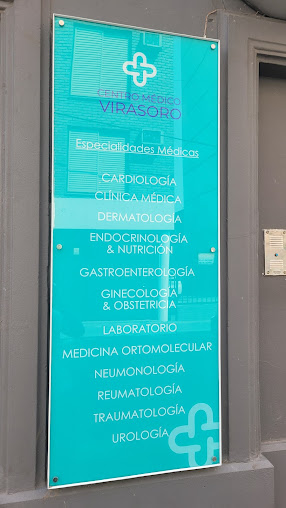 CENTRO MÉDICO
VIRASORO
Especialidades Médicas
CARDIOLOGÍA
CLÍNICA MÉDICA
DERMATOLOGÍA
ENDOCRINOLOGÍA
& NUTRICIÓN
GASTROENTEROLOGÍA
GINECOLOGÍA
& OBSTETRICIA
LABORATORIO
MEDICINA ORTOMOLECULAR
NEUMONOLOGÍA
REUMATOLOGÍA
TRAUMATOLOGÍA
UROLOGÍA